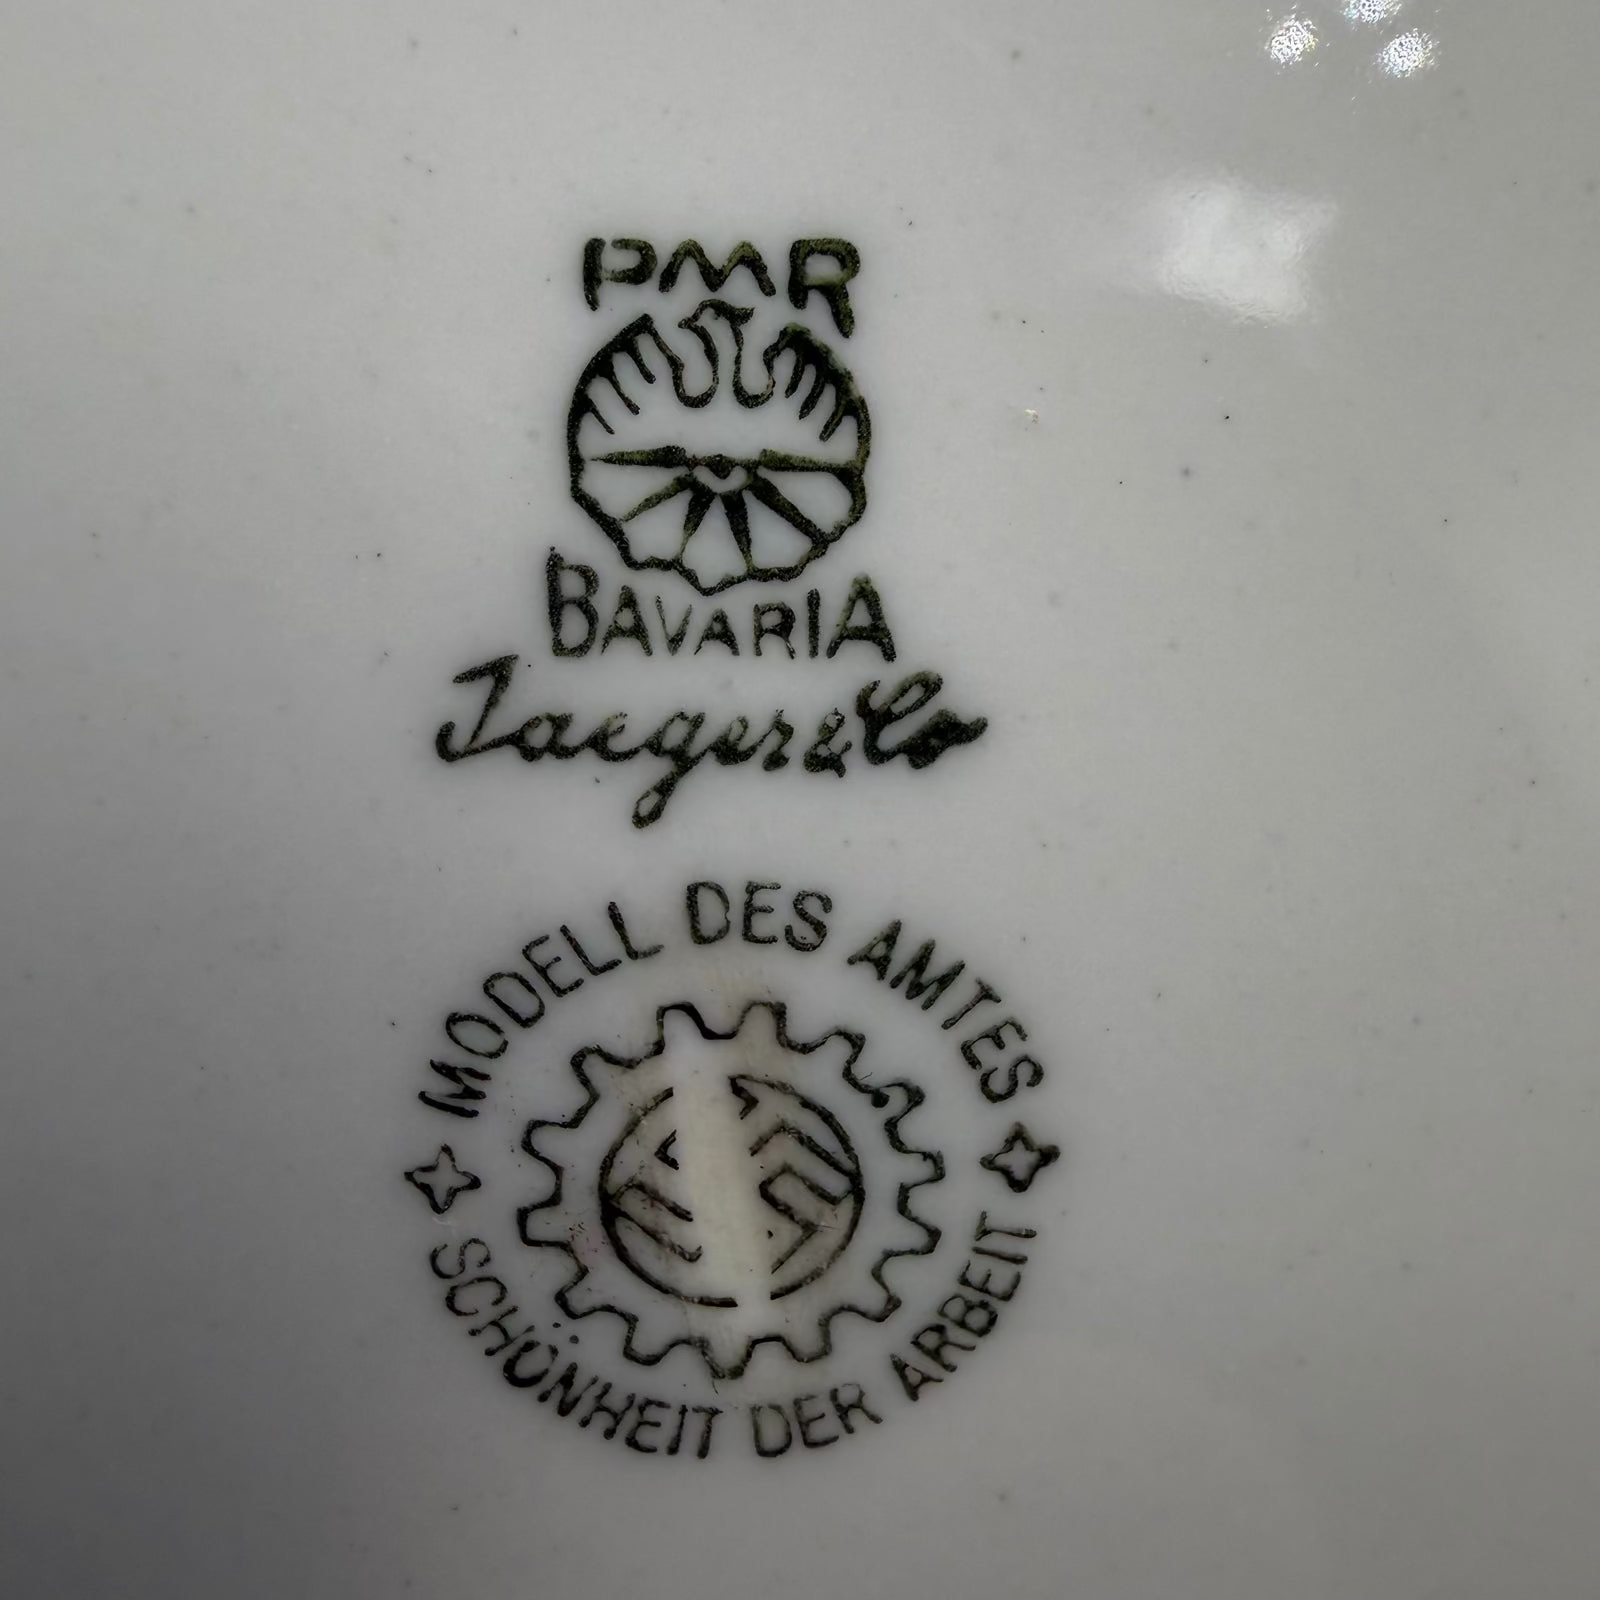 PMR
BAVARIA
Jaeger & Co
MODELL DES AMTES
SCHÖNHEIT DER ARBEIT